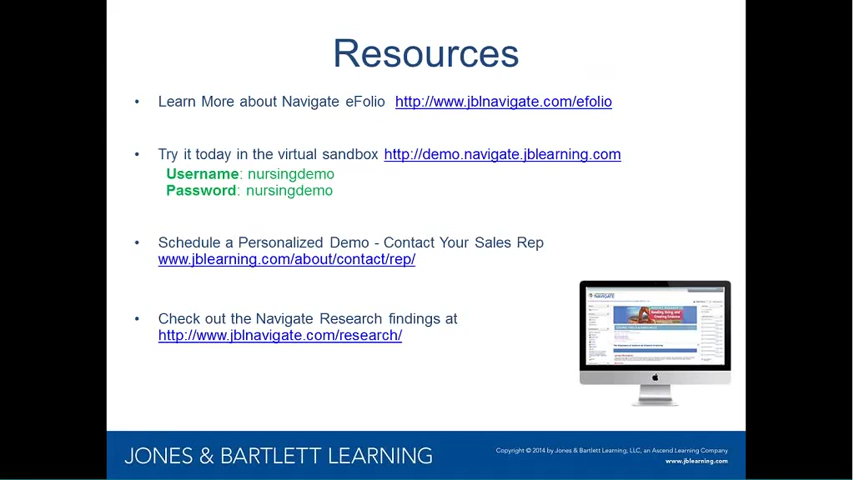 Resources
• Learn More about Navigate eFolio http://www.jblnavigate.com/efolio
• Try it today in the virtual sandbox http://demo.navigate.jblearning.com
Username: nursingdemo
Password: nursingdemo
• Schedule a Personalized Demo - Contact Your Sales Rep
www.jblearning.com/about/contact/rep/
• Check out the Navigate Research findings at
http://www.jblnavigate.com/research/
NAVIGATE
JONES & BARTLETT LEARNING
Copyright © 2014 by Jones & Bartlett Learning, LLC, an Ascend Learning Company
www.jblearning.com